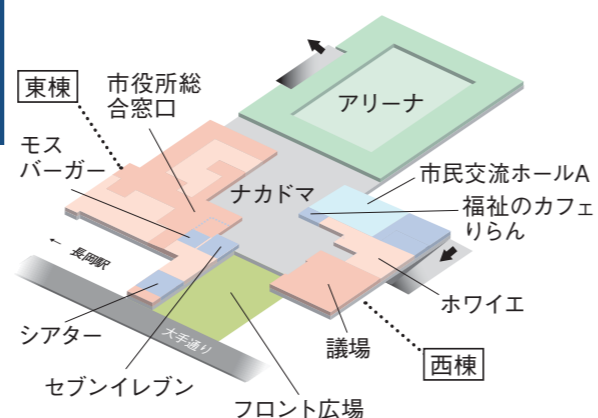 東棟
市役所総
合窓口
モス
バーガー
アリーナ
ナカドマ
市民交流ホールA
福祉のカフェ
りらん
← 長岡駅
ホワイエ
シアター
大手通り
議場
西棟
セブンイレブン
フロント広場